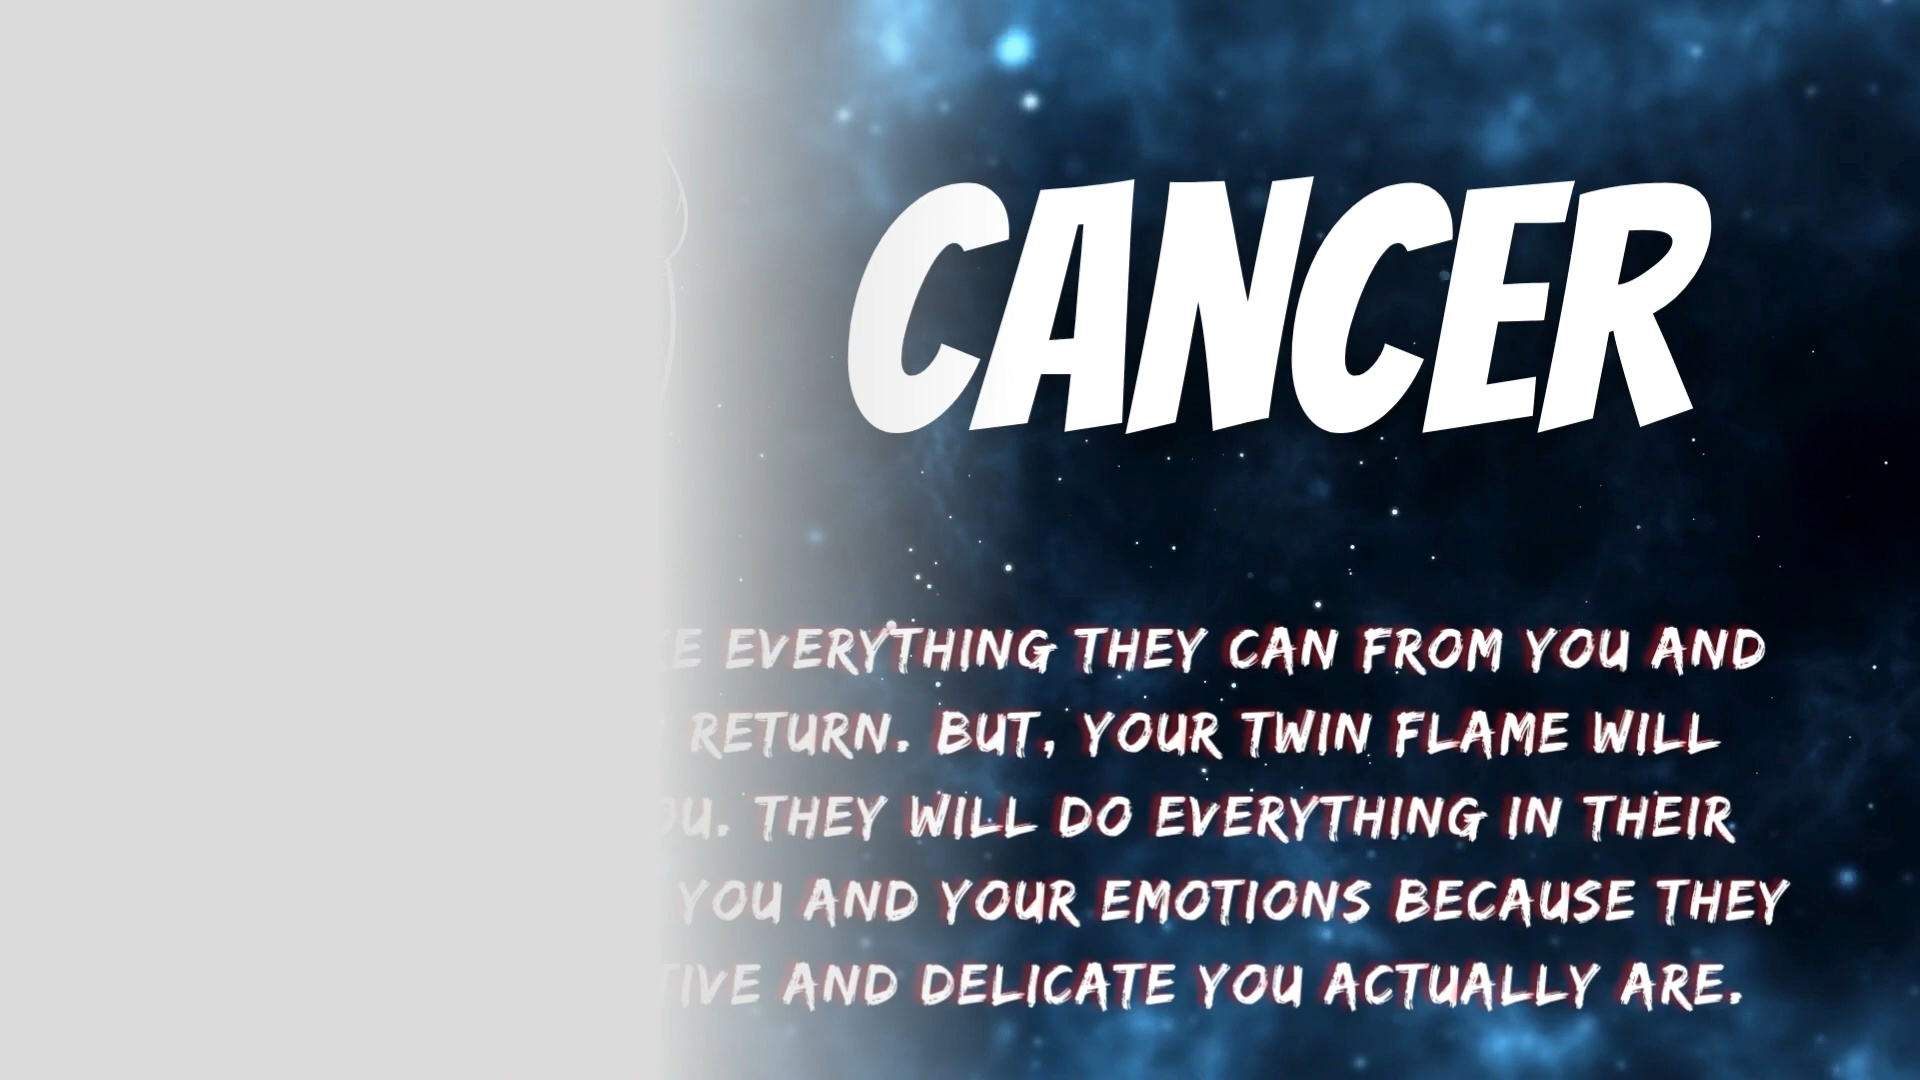 CANCER
EVERYTHING THEY CAN FROM YOU AND
RETURN. BUT, YOUR TWIN FLAME WILL
THEY WILL DO EVERYTHING IN THEIR
YOU AND YOUR EMOTIONS BECAUSE THEY
AND DELICATE YOU ACTUALLY ARE.